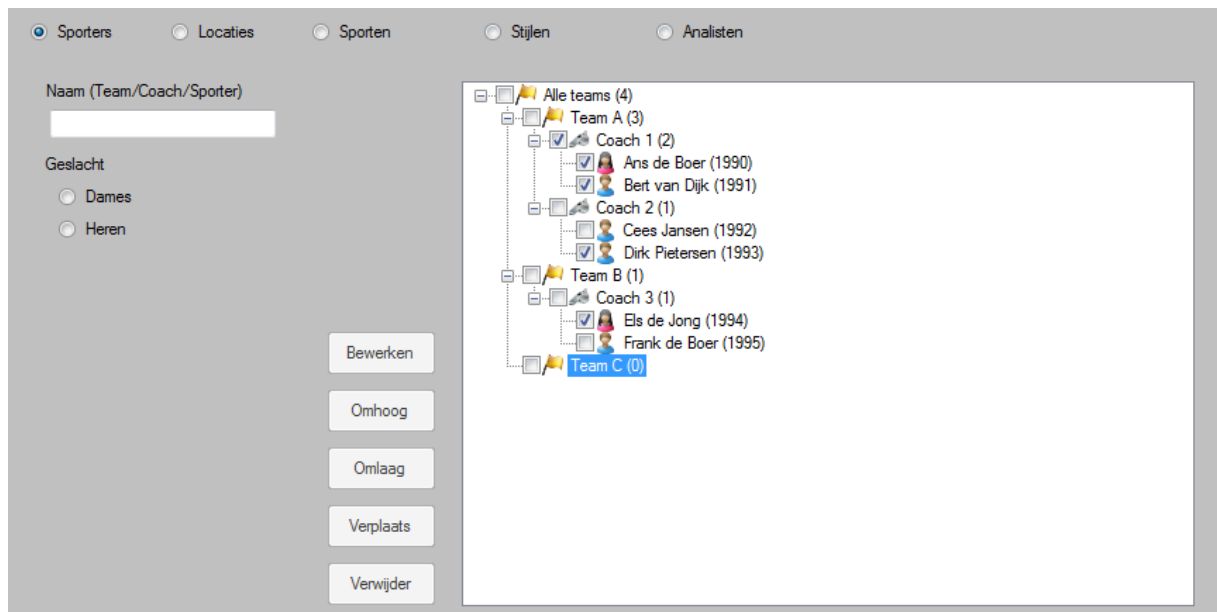 Sporters Locaties Sporten Stijlen Analisten
Naam (Team/Coach/Sporter)
Geslacht
Dames
Heren
Bewerken
Omhoog
Omlaag
Verplaats
Verwijder
Alle teams (4)
Team A (3)
Coach 1 (2)
Ans de Boer (1990)
Bert van Dijk (1991)
Coach 2 (1)
Cees Jansen (1992)
Dirk Pietersen (1993)
Team B (1)
Coach 3 (1)
Els de Jong (1994)
Frank de Boer (1995)
Team C (0)